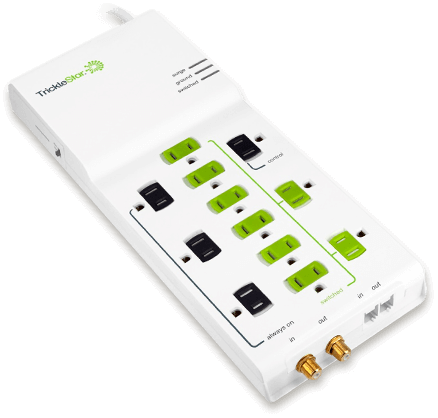 TrickleStar
surge
ground
switched
control
switched
always on
in
out
in
out